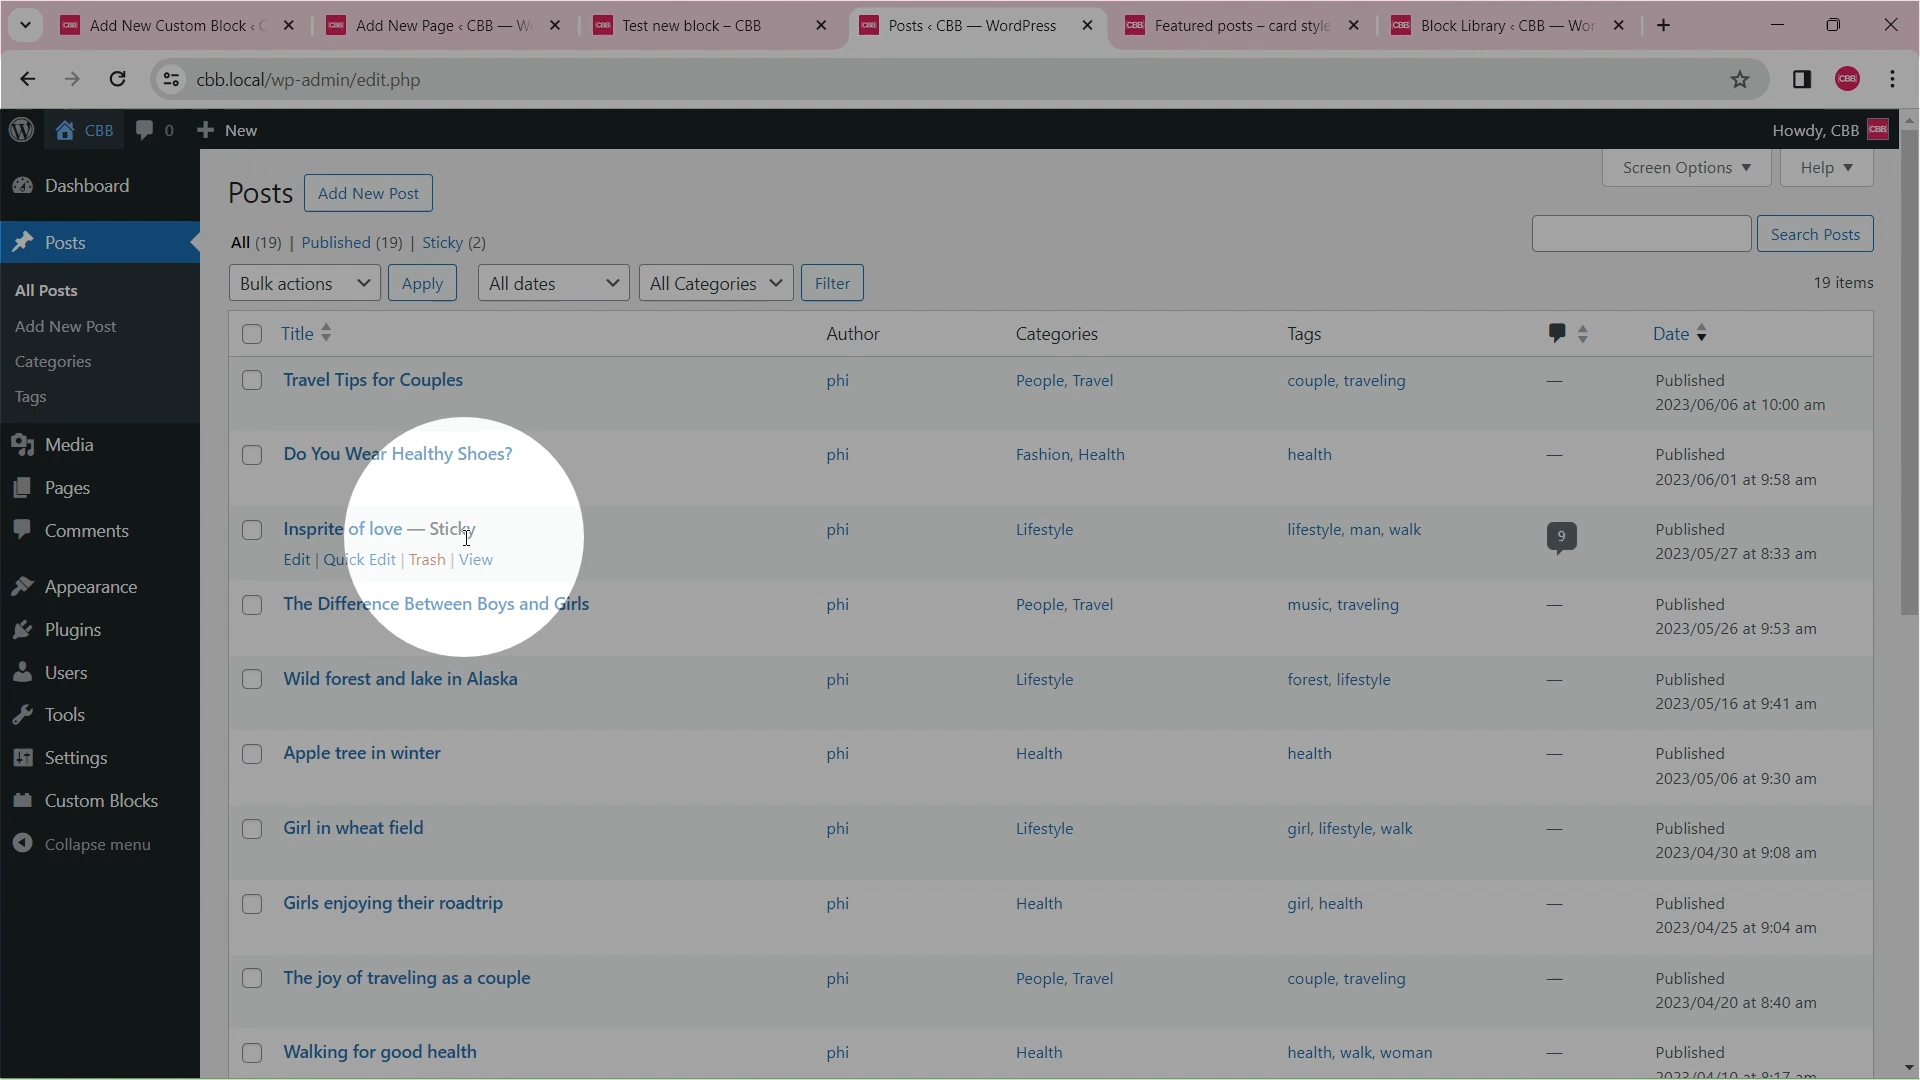 Add New Custom Block ‹ C
Add New Page ‹ CBB — W
Test new block – CBB
Posts ‹ CBB — WordPress
Featured posts – card style
Block Library ‹ CBB — Wor
cbb.local/wp-admin/edit.php
CBB
CBB 0 New
Howdy, CBB CBB
Dashboard
Posts
All Posts
Add New Post
Categories
Tags
Media
Pages
Comments
Appearance
Plugins
Users
Tools
Settings
Custom Blocks
Collapse menu
Screen Options Help
Posts Add New Post
All (19) | Published (19) | Sticky (2)
Search Posts
Bulk actions Apply All dates All Categories Filter
19 items
Title Author Categories Tags Date
Travel Tips for Couples phi People, Travel couple, traveling — Published
2023/06/06 at 10:00 am
Do You Wear Healthy Shoes? phi Fashion, Health health — Published
2023/06/01 at 9:58 am
Insprite of love — Sticky phi Lifestyle lifestyle, man, walk 9 Published
2023/05/27 at 8:33 am
Edit | Quick Edit | Trash | View
The Difference Between Boys and Girls phi People, Travel music, traveling — Published
2023/05/26 at 9:53 am
Wild forest and lake in Alaska phi Lifestyle forest, lifestyle — Published
2023/05/16 at 9:41 am
Apple tree in winter phi Health health — Published
2023/05/06 at 9:30 am
Girl in wheat field phi Lifestyle girl, lifestyle, walk — Published
2023/04/30 at 9:08 am
Girls enjoying their roadtrip phi Health girl, health — Published
2023/04/25 at 9:04 am
The joy of traveling as a couple phi People, Travel couple, traveling — Published
2023/04/20 at 8:40 am
Walking for good health phi Health health, walk, woman — Published
2023/04/10 at 8:17 am